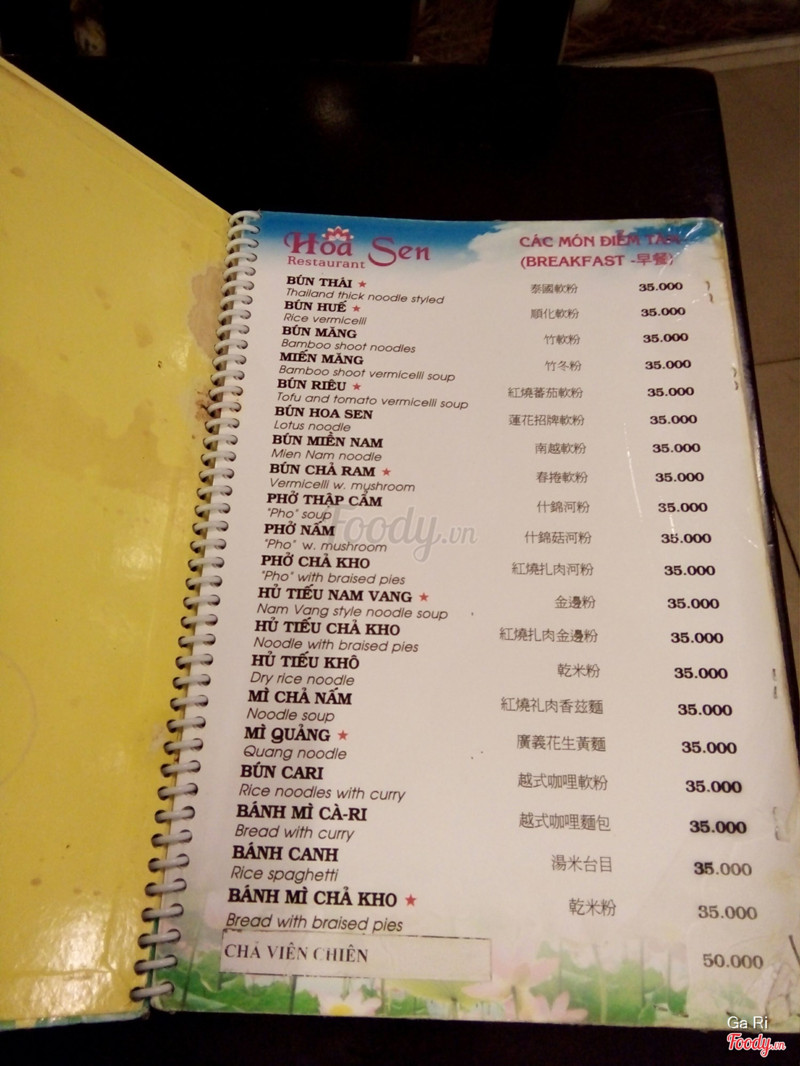 Hoa Sen
Restaurant
CÁC MÓN ĐIỂM TÂM
(BREAKFAST -早餐)
BÚN THÁI ★ 泰國軟粉 35.000
Thailand thick noodle styled
BÚN HUẾ ★ 順化軟粉 35.000
Rice vermicelli
BÚN MĂNG 竹軟粉 35.000
Bamboo shoot noodles
MIẾN MĂNG 竹冬粉 35.000
Bamboo shoot vermicelli soup
BÚN RIÊU ★ 紅燒蕃茄軟粉 35.000
Tofu and tomato vermicelli soup
BÚN HOA SEN 蓮花招牌軟粉 35.000
Lotus noodle
BÚN MIỀN NAM 南越軟粉 35.000
Mien Nam noodle
BÚN CHẢ RAM ★ 春捲軟粉 35.000
Vermicelli w. mushroom
PHỞ THẬP CẨM 什錦河粉 35.000
"Pho" soup
PHỞ NẤM 什錦菇河粉 35.000
"Pho" w. mushroom
PHỞ CHẢ KHO 紅燒扎肉河粉 35.000
"Pho" with braised pies
HỦ TIẾU NAM VANG ★ 金邊粉 35.000
Nam Vang style noodle soup
HỦ TIẾU CHẢ KHO 紅燒扎肉金邊粉 35.000
Noodle with braised pies
HỦ TIẾU KHÔ 乾米粉 35.000
Dry rice noodle
MÌ CHẢ NẤM 紅燒礼肉香茲麵 35.000
Noodle soup
MÌ QUẢNG ★ 廣義花生黃麵 35.000
Quang noodle
BÚN CARI 越式咖哩軟粉 35.000
Rice noodles with curry
BÁNH MÌ CÀ-RI 越式咖哩麵包 35.000
Bread with curry
BÁNH CANH 湯米台目 35.000
Rice spaghetti
BÁNH MÌ CHẢ KHO ★ 乾米粉 35.000
Bread with braised pies
CHẢ VIÊN CHIÊN 50.000
Foody.vn
Ga Ri
Foody.vn